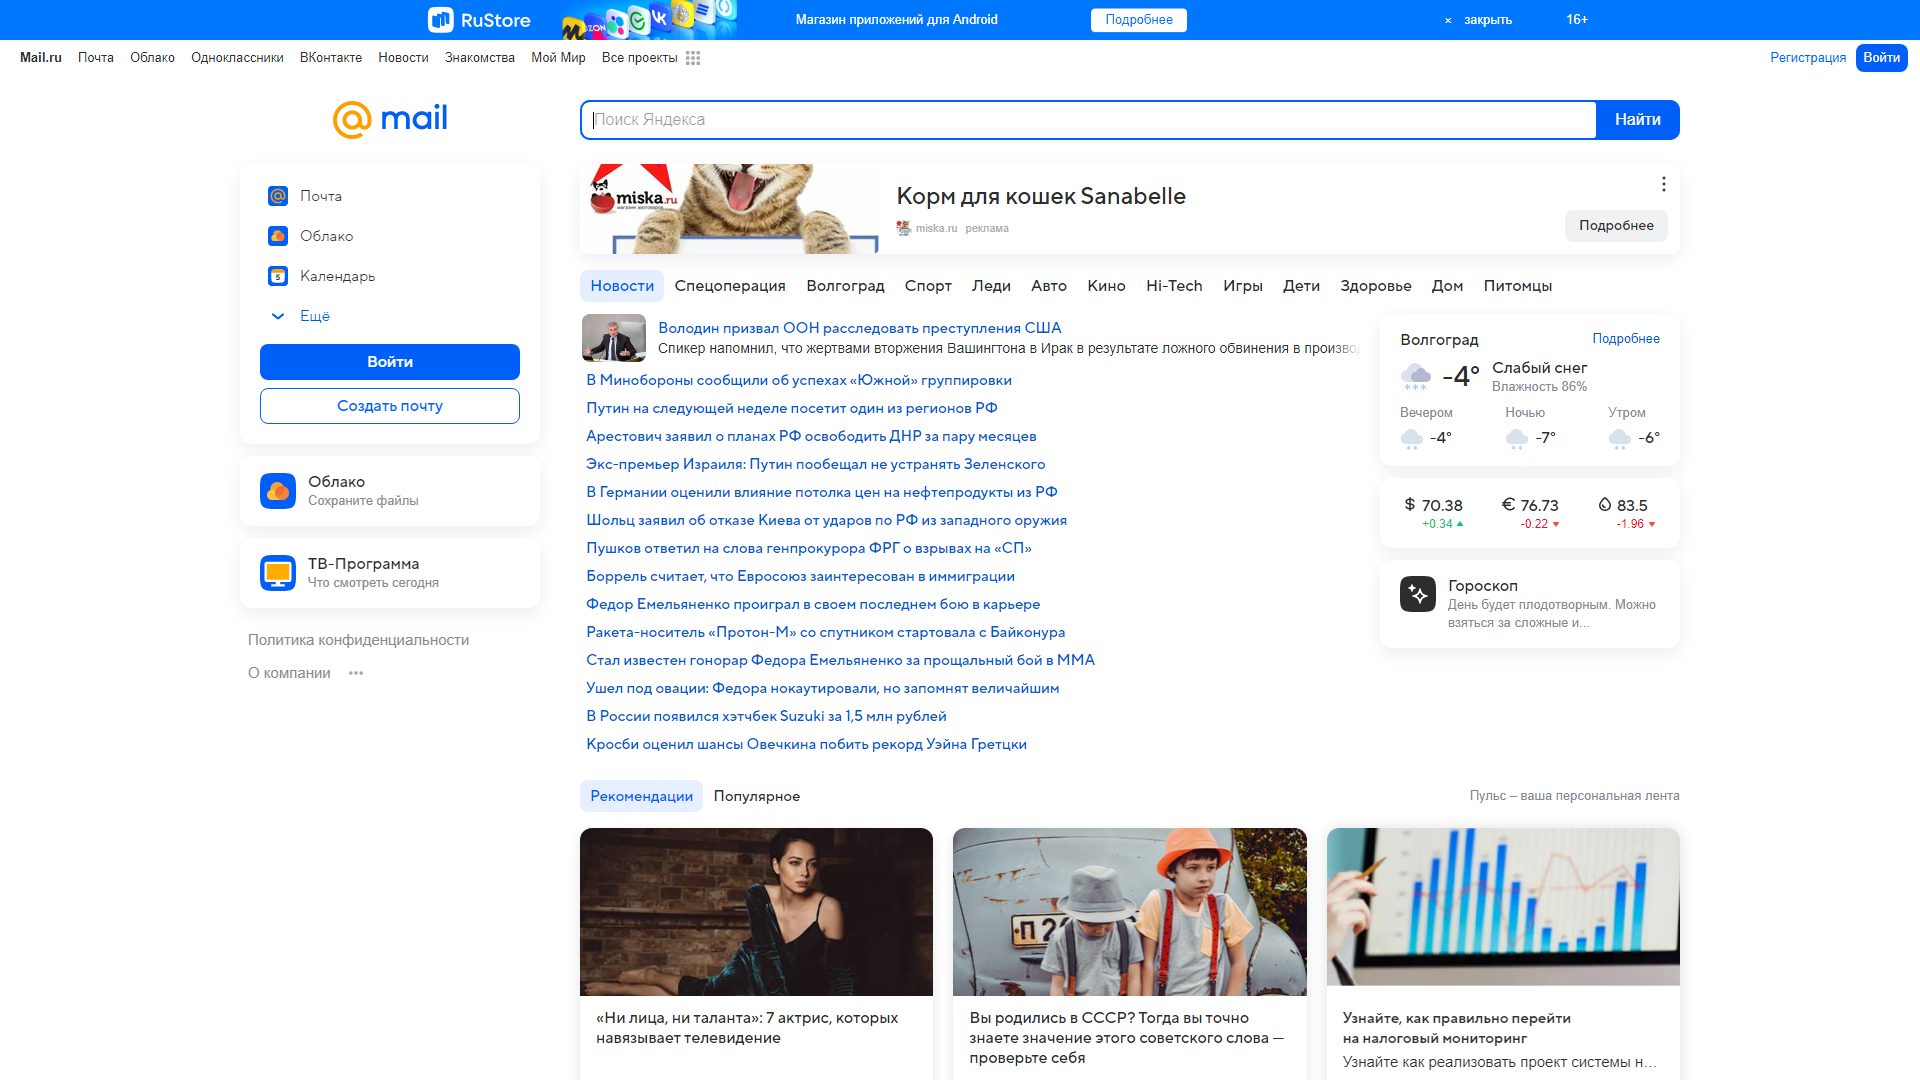 RuStore
Магазин приложений для Android
Подробнее
× закрыть
16+
Mail.ru Почта Облако Одноклассники ВКонтакте Новости Знакомства Мой Мир Все проекты
Регистрация Войти
@mail
Поиск Яндекса
Найти
Почта
Облако
Календарь
Ещё
Войти
Создать почту
Облако
Сохраните файлы
ТВ-Программа
Что смотреть сегодня
Политика конфиденциальности
О компании
miska.ru
Корм для кошек Sanabelle
miska.ru реклама
Подробнее
Новости Спецоперация Волгоград Спорт Леди Авто Кино Hi-Tech Игры Дети Здоровье Дом Питомцы
Володин призвал ООН расследовать преступления США
Спикер напомнил, что жертвами вторжения Вашингтона в Ирак в результате ложного обвинения в произво
В Минобороны сообщили об успехах «Южной» группировки
Путин на следующей неделе посетит один из регионов РФ
Арестович заявил о планах РФ освободить ДНР за пару месяцев
Экс-премьер Израиля: Путин пообещал не устранять Зеленского
В Германии оценили влияние потолка цен на нефтепродукты из РФ
Шольц заявил об отказе Киева от ударов по РФ из западного оружия
Пушков ответил на слова генпрокурора ФРГ о взрывах на «СП»
Боррель считает, что Евросоюз заинтересован в иммиграции
Федор Емельяненко проиграл в своем последнем бою в карьере
Ракета-носитель «Протон-М» со спутником стартовала с Байконура
Стал известен гонорар Федора Емельяненко за прощальный бой в ММА
Ушел под овации: Федора нокаутировали, но запомнят величайшим
В России появился хэтчбек Suzuki за 1,5 млн рублей
Кросби оценил шансы Овечкина побить рекорд Уэйна Гретцки
Волгоград
Подробнее
-4°
Слабый снег
Влажность 86%
Вечером Ночью Утром
-4° -7° -6°
$ 70.38 € 76.73 83.5
+0.34 -0.22 -1.96
Гороскоп
День будет плодотворным. Можно
взяться за сложные и...
Рекомендации Популярное
Пульс – ваша персональная лента
«Ни лица, ни таланта»: 7 актрис, которых
навязывает телевидение
Вы родились в СССР? Тогда вы точно
знаете значение этого советского слова —
проверьте себя
Узнайте, как правильно перейти
на налоговый мониторинг
Узнайте как реализовать проект системы н...